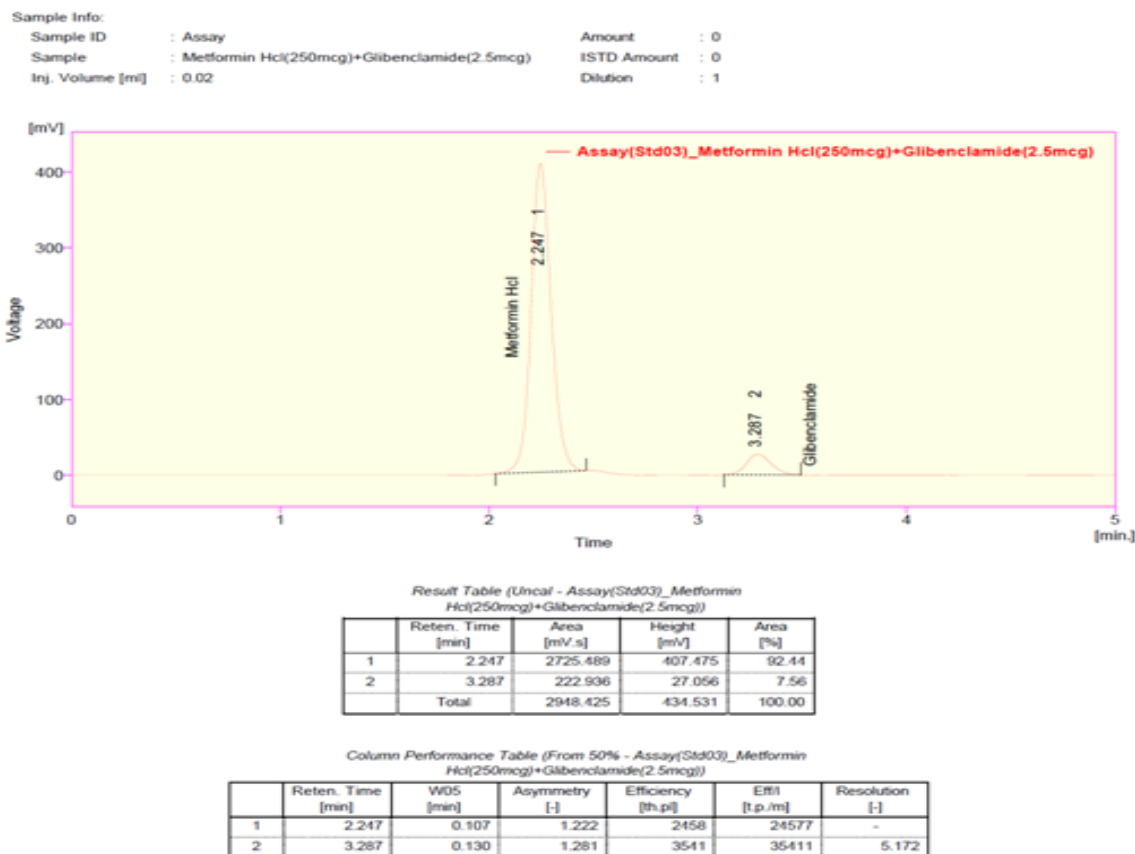 Sample Info:
Sample ID : Assay Amount : 0
Sample : Metformin Hcl(250mcg)+Glibenclamide(2.5mcg) ISTD Amount : 0
Inj. Volume [ml] : 0.02 Dilution : 1
[mV]
Assay(Std03)_Metformin Hcl(250mcg)+Glibenclamide(2.5mcg)
400
300
200
100
0
Voltage
Metformin Hcl
2.247 1
3.287 2
Glibenclamide
0 1 2 3 4 5
Time
[min.]
Result Table (Uncal - Assay(Std03)_Metformin
Hcl(250mcg)+Glibenclamide(2.5mcg))
Reten. Time Area Height Area
[min] [mV.s] [mV] [%]
1 2.247 2725.489 407.475 92.44
2 3.287 222.936 27.056 7.56
Total 2948.425 434.531 100.00
Column Performance Table (From 50% - Assay(Std03)_Metformin
Hcl(250mcg)+Glibenclamide(2.5mcg))
Reten. Time W05 Asymmetry Efficiency Eff/l Resolution
[min] [min] [-] [th.pl] [t.p./m] [-]
1 2.247 0.107 1.222 2458 24577 -
2 3.287 0.130 1.281 3541 35411 5.172